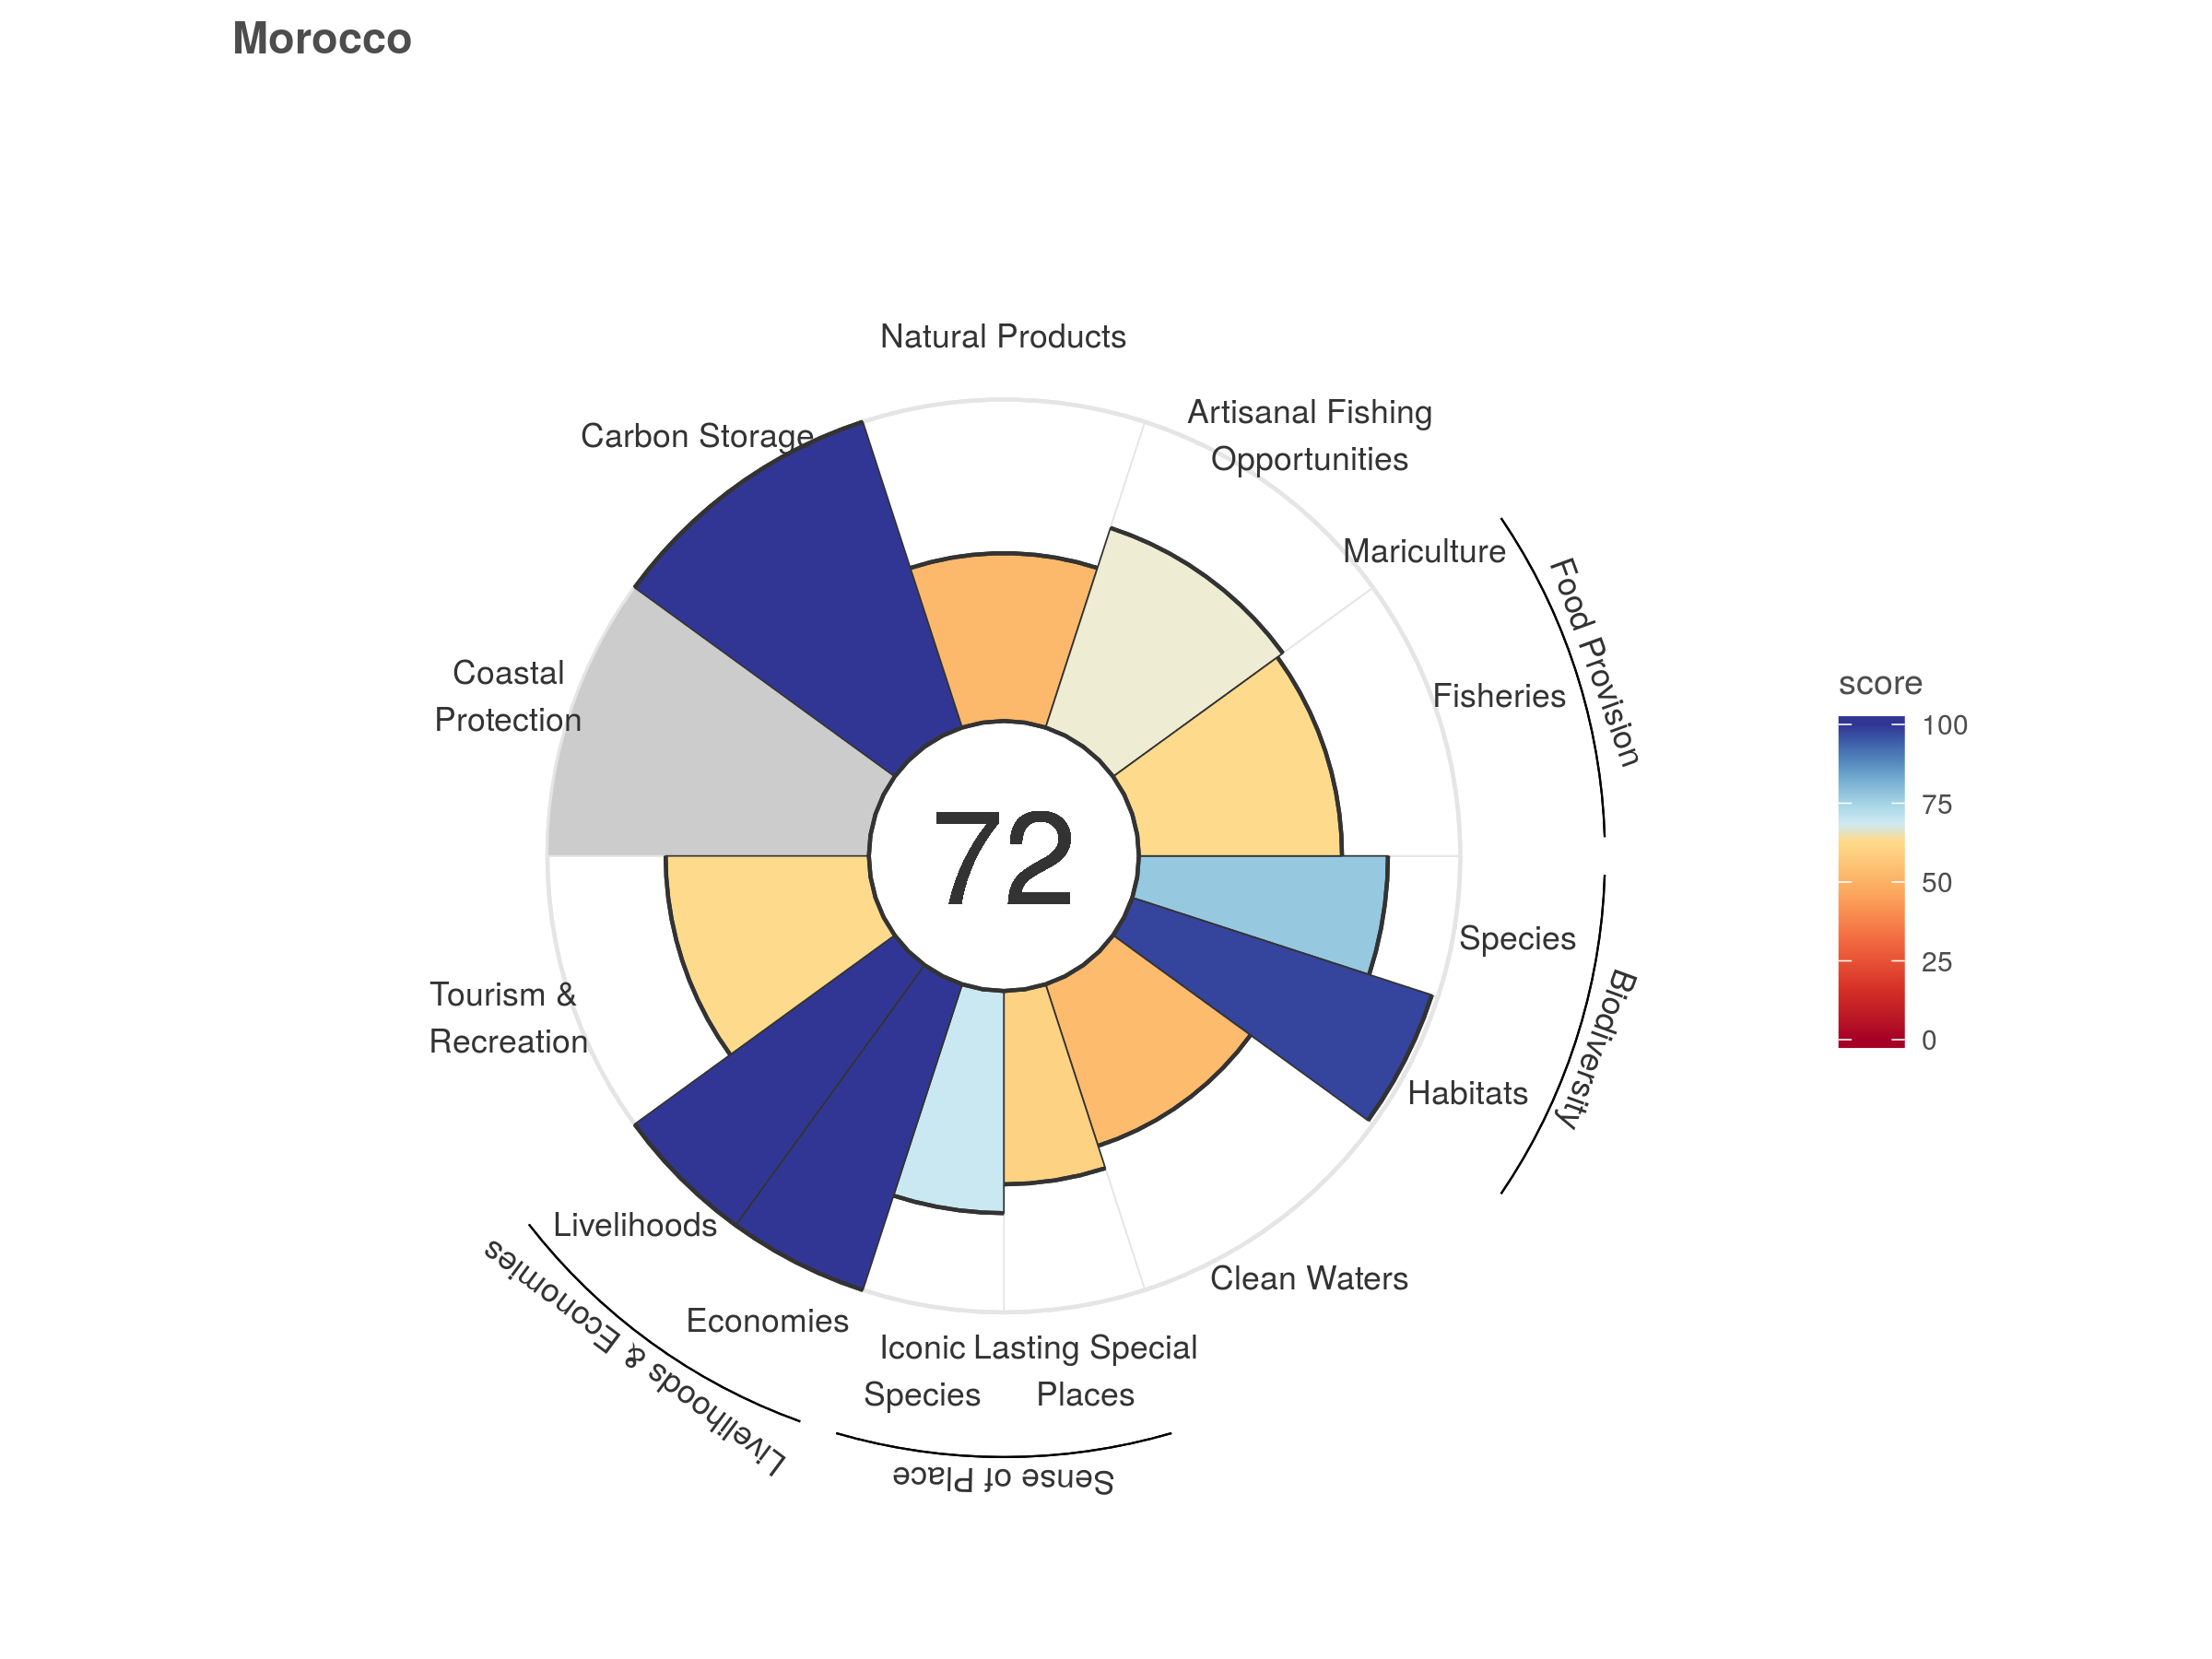 Morocco
Natural Products
Artisanal Fishing
Opportunities
Carbon Storage
Mariculture
Food Provision
Fisheries
Coastal
Protection
score
100
75
50
25
0
72
Species
Biodiversity
Tourism &
Recreation
Habitats
Livelihoods
Clean Waters
Economies
Livelihoods & Economies
Iconic
Species
Lasting Special
Places
Sense of Place